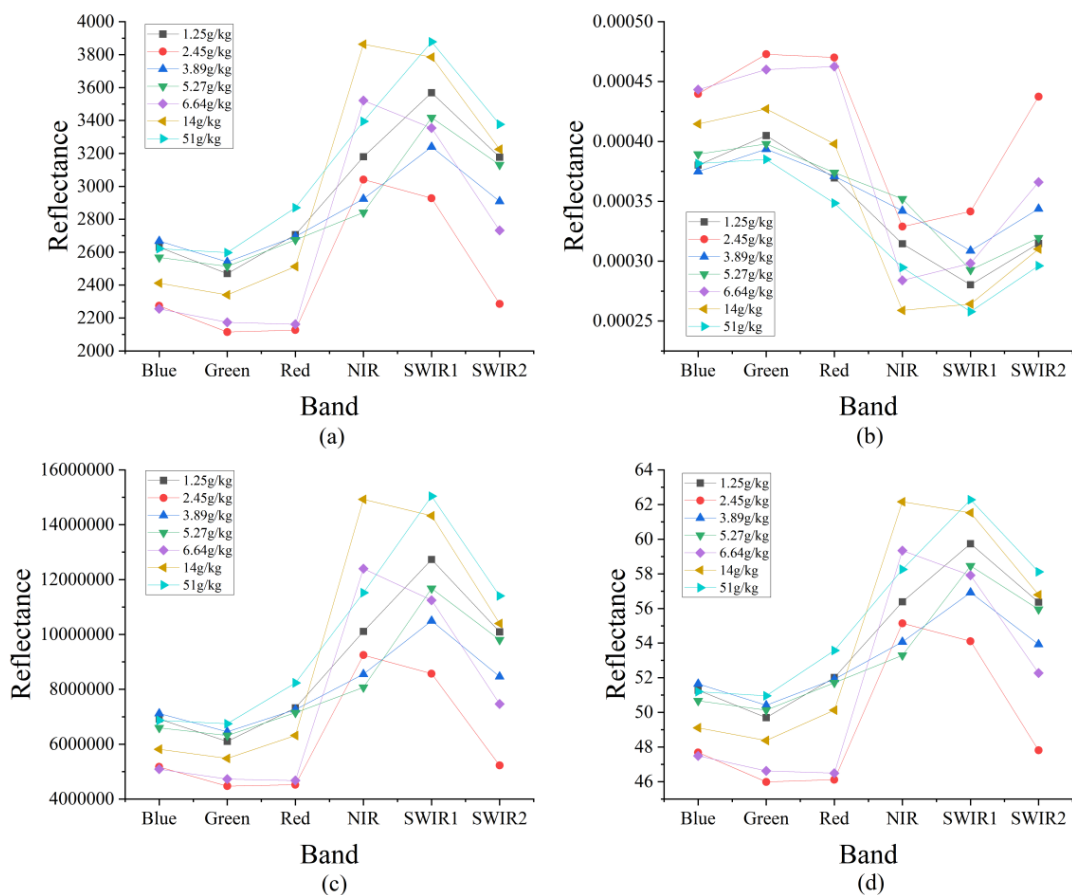 4000
3800
3600
3400
3200
3000
2800
2600
2400
2200
2000
Reflectance
1.25g/kg
2.45g/kg
3.89g/kg
5.27g/kg
6.64g/kg
14g/kg
51g/kg
Blue Green Red NIR SWIR1 SWIR2
Band
(a)
0.00050
0.00045
0.00040
0.00035
0.00030
0.00025
Reflectance
1.25g/kg
2.45g/kg
3.89g/kg
5.27g/kg
6.64g/kg
14g/kg
51g/kg
Blue Green Red NIR SWIR1 SWIR2
Band
(b)
16000000
14000000
12000000
10000000
8000000
6000000
4000000
Reflectance
1.25g/kg
2.45g/kg
3.89g/kg
5.27g/kg
6.64g/kg
14g/kg
51g/kg
Blue Green Red NIR SWIR1 SWIR2
Band
(c)
64
62
60
58
56
54
52
50
48
46
Reflectance
1.25g/kg
2.45g/kg
3.89g/kg
5.27g/kg
6.64g/kg
14g/kg
51g/kg
Blue Green Red NIR SWIR1 SWIR2
Band
(d)